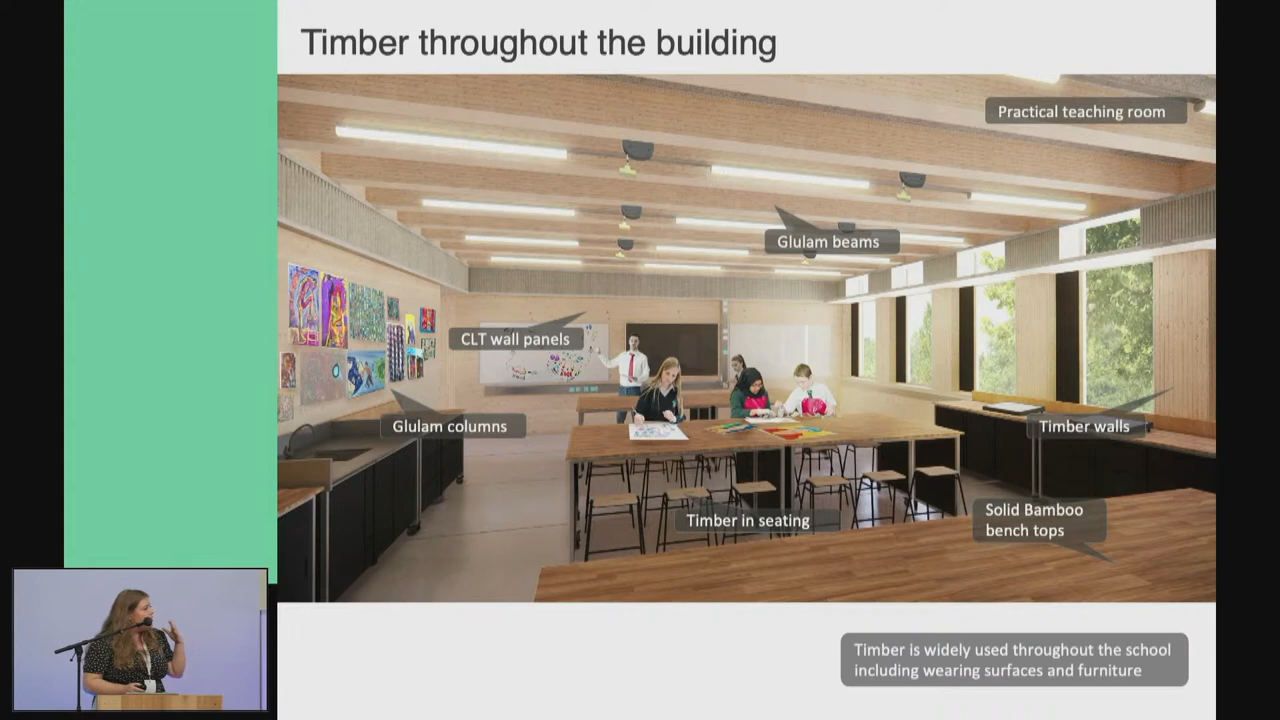 Timber throughout the building
Practical teaching room
Glulam beams
CLT wall panels
Glulam columns
Timber walls
Timber in seating
Solid Bamboo
bench tops
Timber is widely used throughout the school
including wearing surfaces and furniture